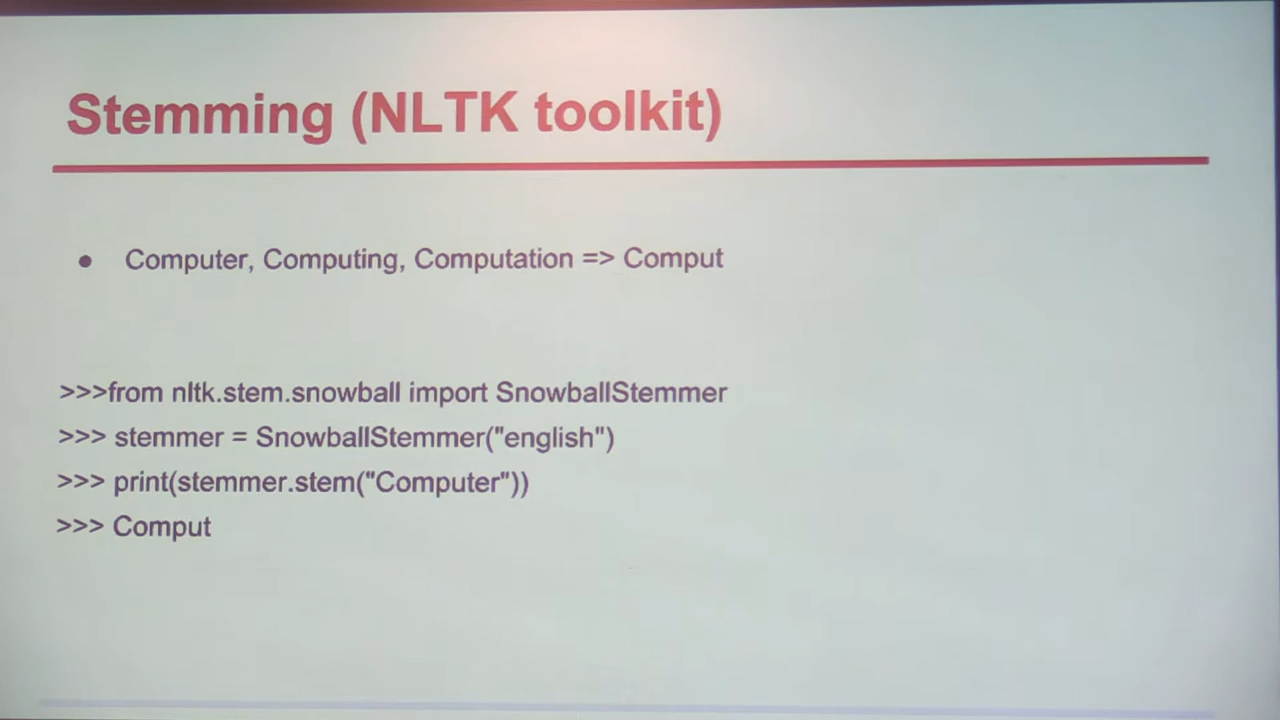 Stemming (NLTK toolkit)
● Computer, Computing, Computation => Comput
>>>from nltk.stem.snowball import SnowballStemmer
>>> stemmer = SnowballStemmer("english")
>>> print(stemmer.stem("Computer"))
>>> Comput